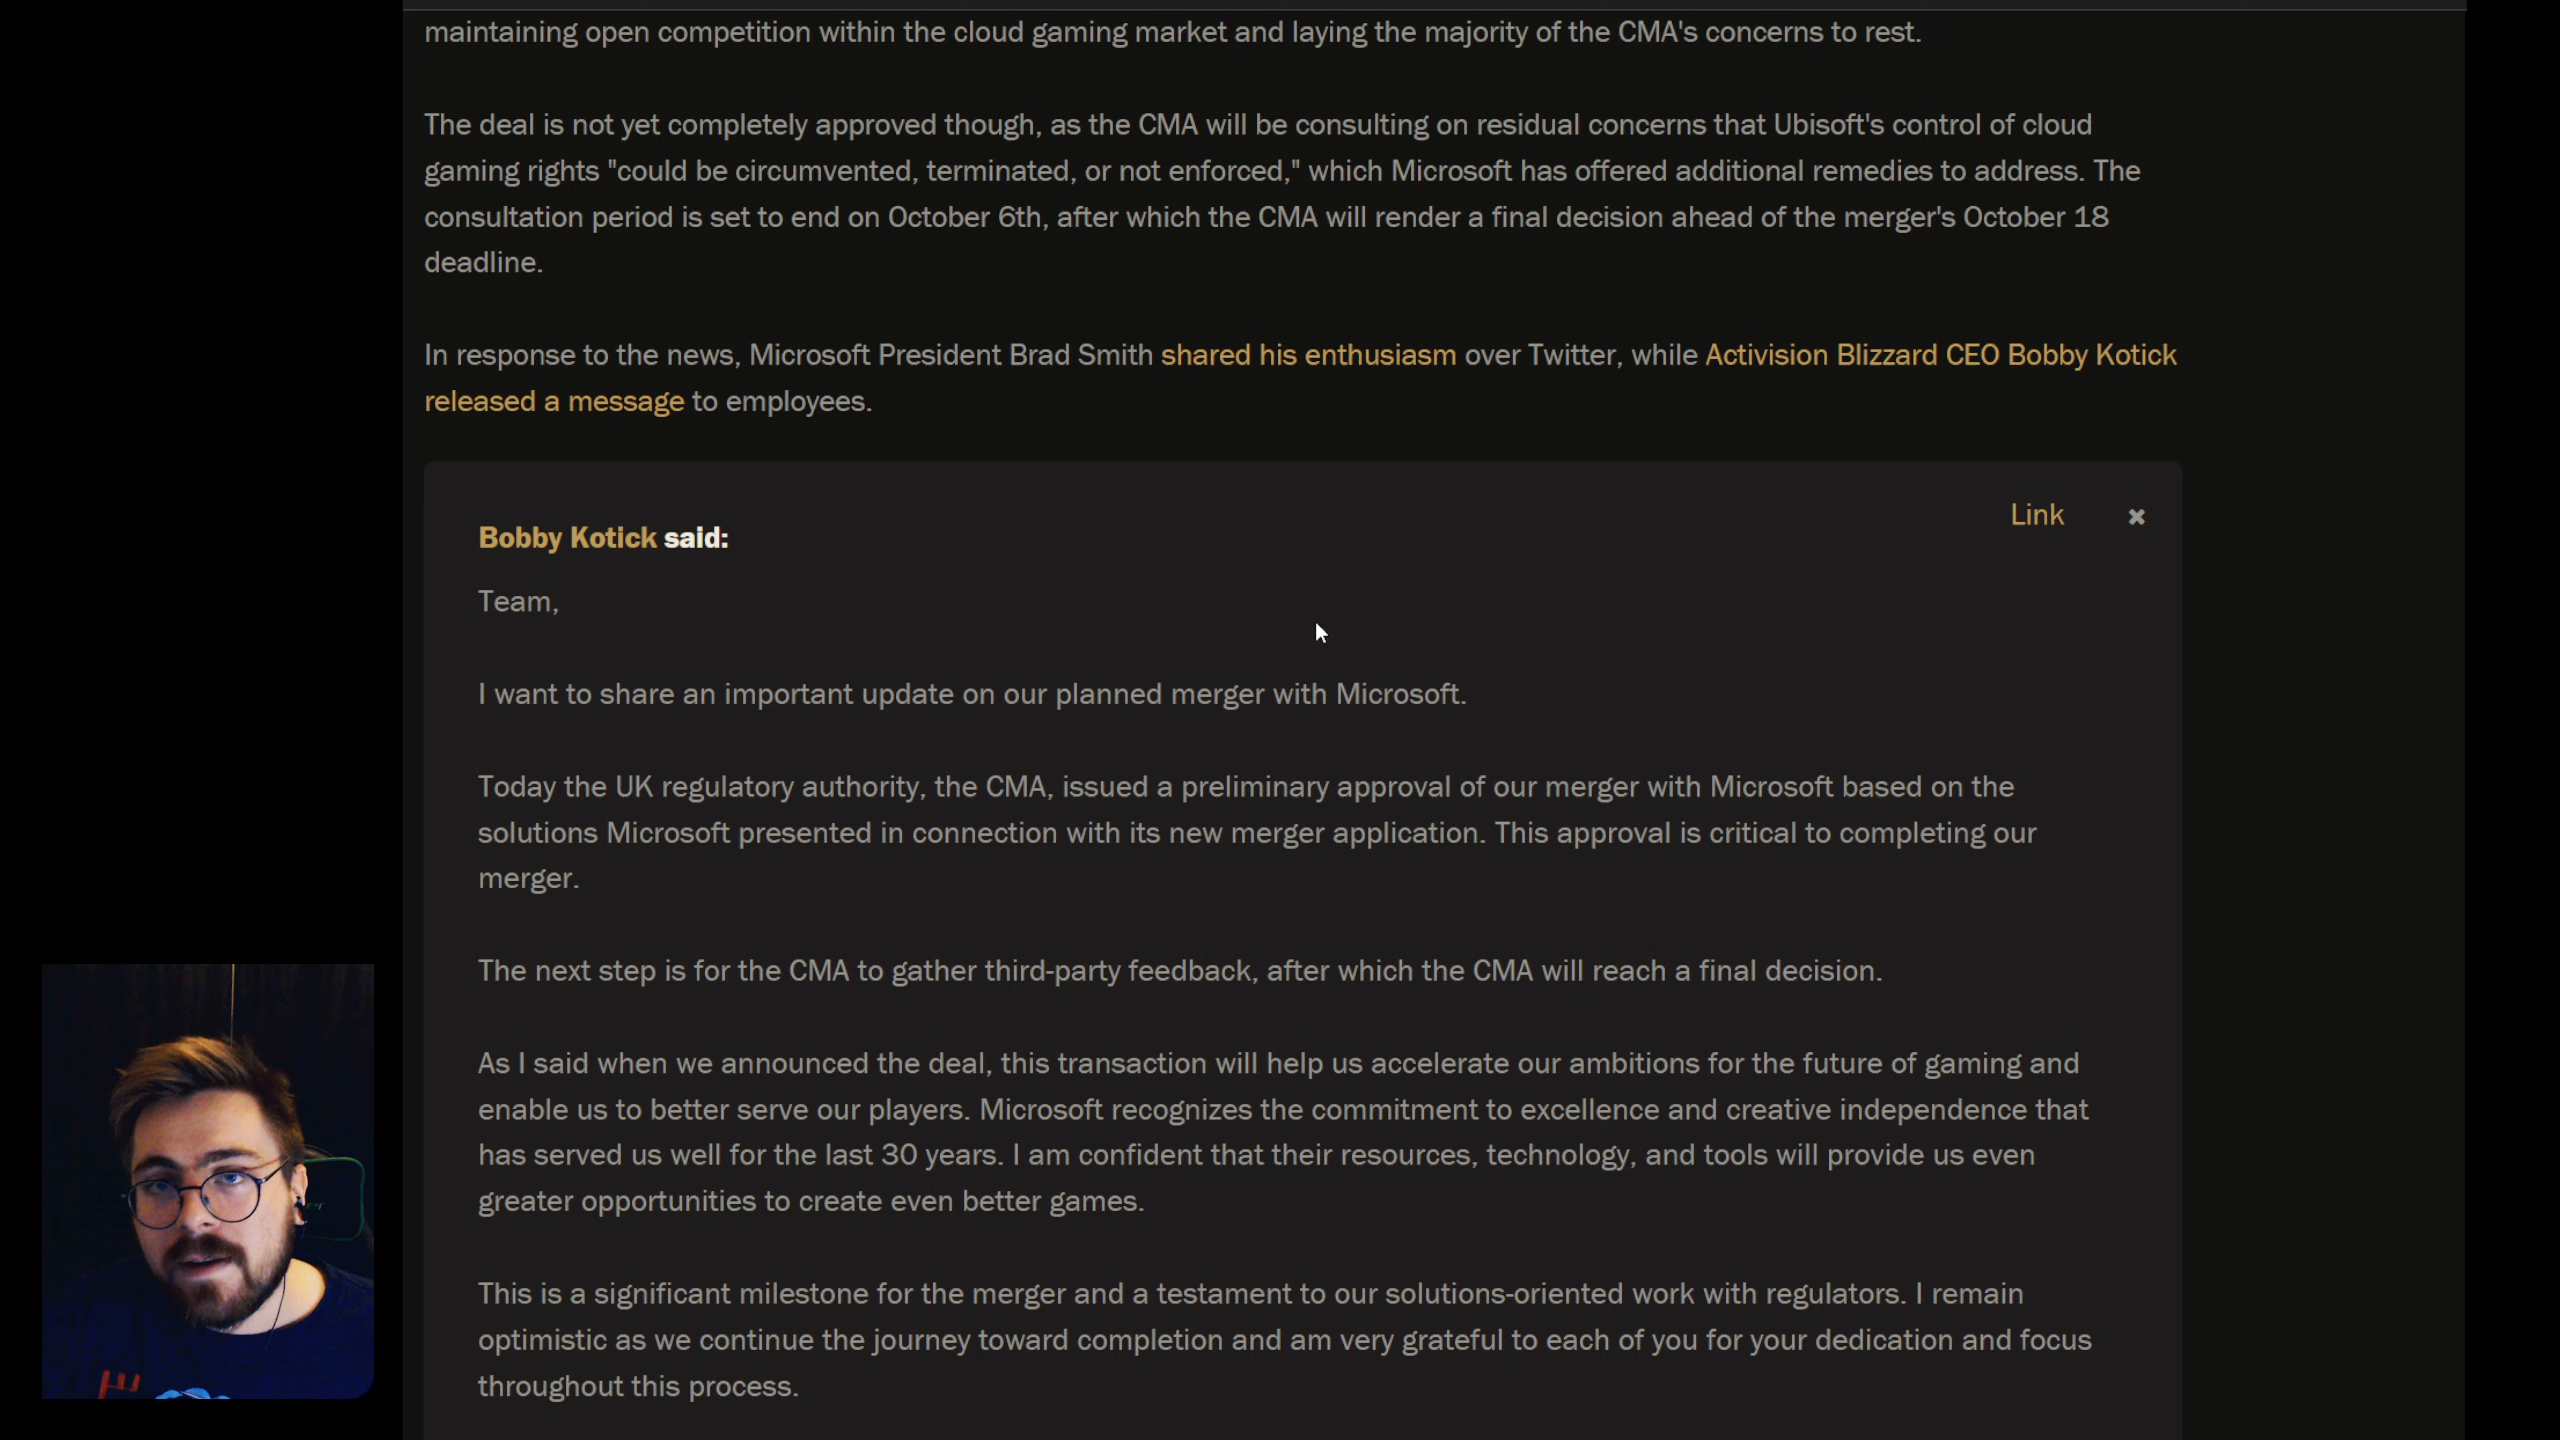 maintaining open competition within the cloud gaming market and laying the majority of the CMA's concerns to rest.
The deal is not yet completely approved though, as the CMA will be consulting on residual concerns that Ubisoft's control of cloud
gaming rights "could be circumvented, terminated, or not enforced," which Microsoft has offered additional remedies to address. The
consultation period is set to end on October 6th, after which the CMA will render a final decision ahead of the merger's October 18
deadline.
In response to the news, Microsoft President Brad Smith shared his enthusiasm over Twitter, while Activision Blizzard CEO Bobby Kotick
released a message to employees.
Link
Bobby Kotick said:
Team,
I want to share an important update on our planned merger with Microsoft.
Today the UK regulatory authority, the CMA, issued a preliminary approval of our merger with Microsoft based on the
solutions Microsoft presented in connection with its new merger application. This approval is critical to completing our
merger.
The next step is for the CMA to gather third-party feedback, after which the CMA will reach a final decision.
As I said when we announced the deal, this transaction will help us accelerate our ambitions for the future of gaming and
enable us to better serve our players. Microsoft recognizes the commitment to excellence and creative independence that
has served us well for the last 30 years. I am confident that their resources, technology, and tools will provide us even
greater opportunities to create even better games.
This is a significant milestone for the merger and a testament to our solutions-oriented work with regulators. I remain
optimistic as we continue the journey toward completion and am very grateful to each of you for your dedication and focus
throughout this process.